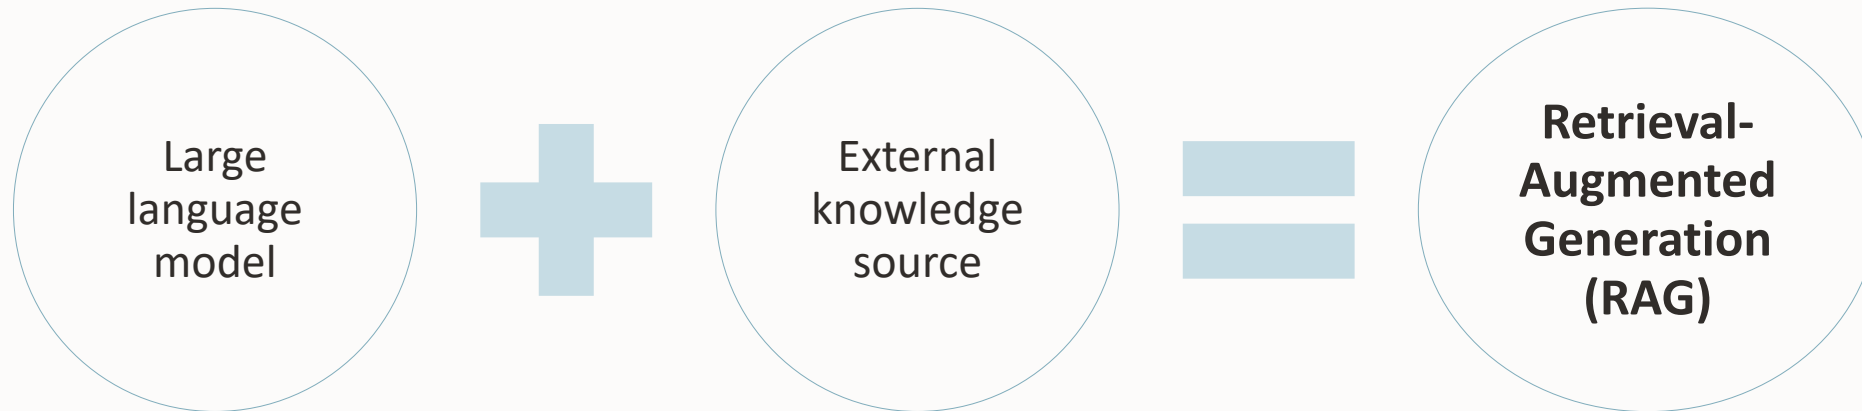 Large
language
model
External
knowledge
source
Retrieval-
Augmented
Generation
(RAG)